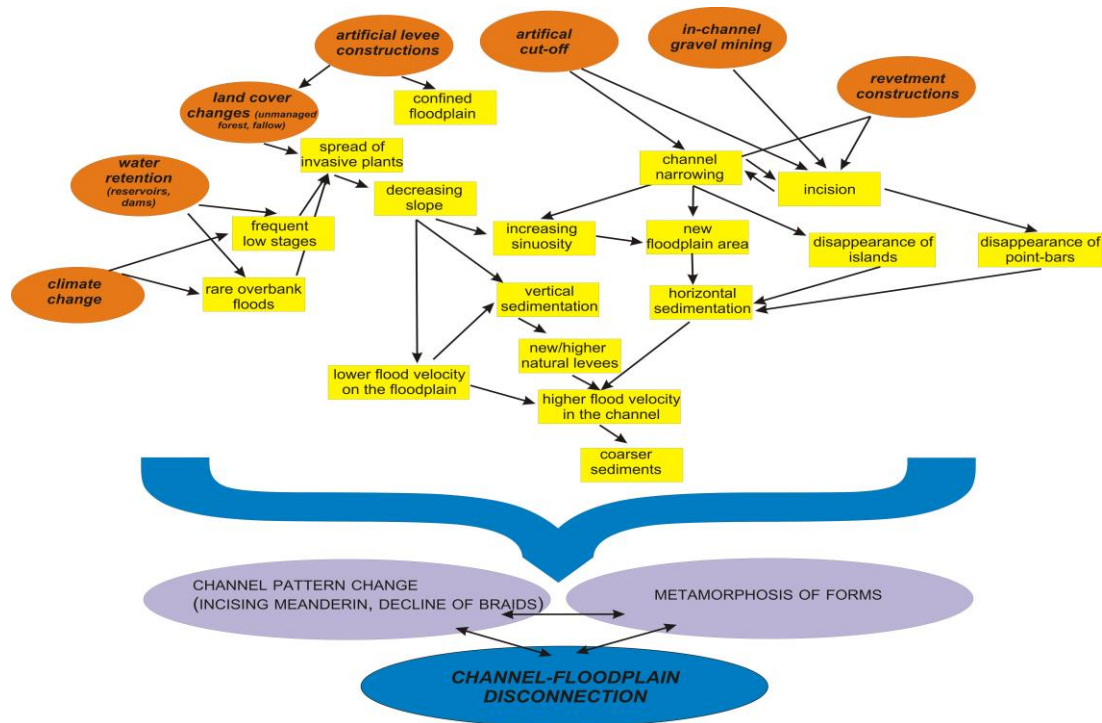 artificial levee
constructions
artifical
cut-off
in-channel
gravel mining
revetment
constructions
land cover
changes (unmanaged
forest, fallow)
confined
floodplain
water
retention
(reservoirs,
dams)
spread of
invasive plants
channel
narrowing
incision
decreasing
slope
frequent
low stages
increasing
sinuosity
new
floodplain area
disappearance of
islands
disappearance of
point-bars
climate
change
rare overbank
floods
vertical
sedimentation
horizontal
sedimentation
new/higher
natural levees
lower flood velocity
on the floodplain
higher flood velocity
in the channel
coarser
sediments
CHANNEL PATTERN CHANGE
(INCISING MEANDERIN, DECLINE OF BRAIDS)
METAMORPHOSIS OF FORMS
CHANNEL-FLOODPLAIN
DISCONNECTION